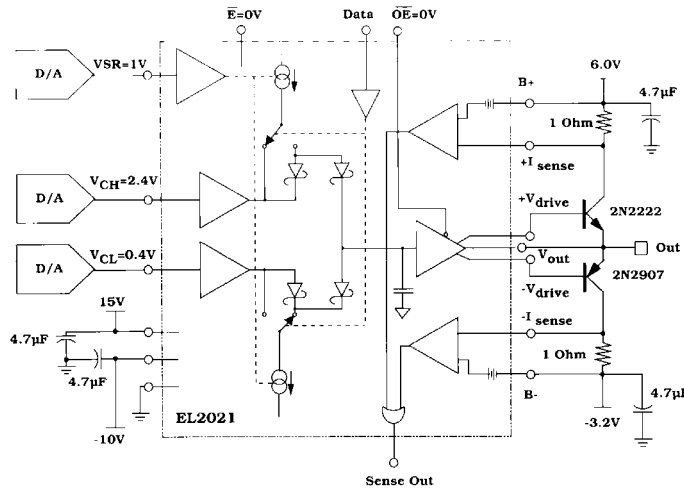 E=0V
Data
OE=0V
D/A
VSR=1V
B+
6.0V
4.7µF
1 Ohm
+I sense
D/A
VCH=2.4V
+Vdrive
2N2222
Out
D/A
VCL=0.4V
Vout
2N2907
-Vdrive
15V
-I sense
4.7µF
4.7µF
1 Ohm
4.7µF
B-
-10V
EL2021
-3.2V
Sense Out